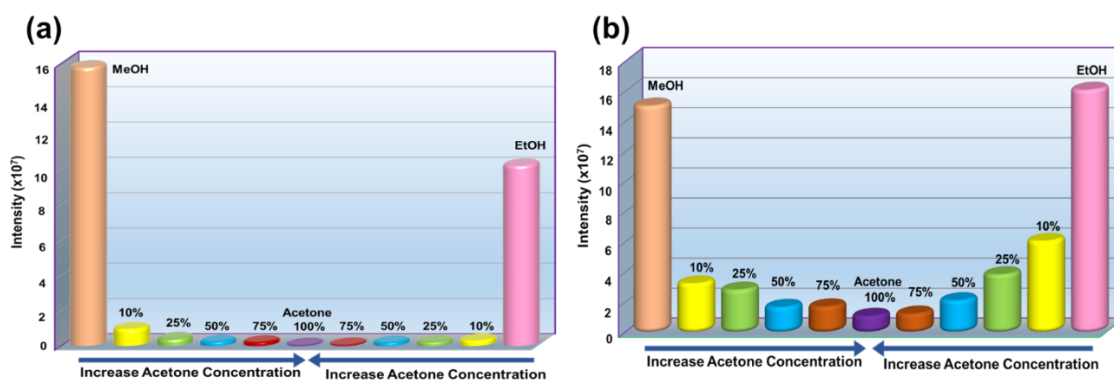 (a)
Intensity (x10⁷)
16
14
12
10
8
6
4
2
0
MeOH
10%
25%
50%
75%
Acetone
100%
75%
50%
25%
10%
EtOH
Increase Acetone Concentration
Increase Acetone Concentration
(b)
Intensity (x10⁷)
18
16
14
12
10
8
6
4
2
0
MeOH
10%
25%
50%
75%
Acetone
100%
75%
50%
25%
10%
EtOH
Increase Acetone Concentration
Increase Acetone Concentration